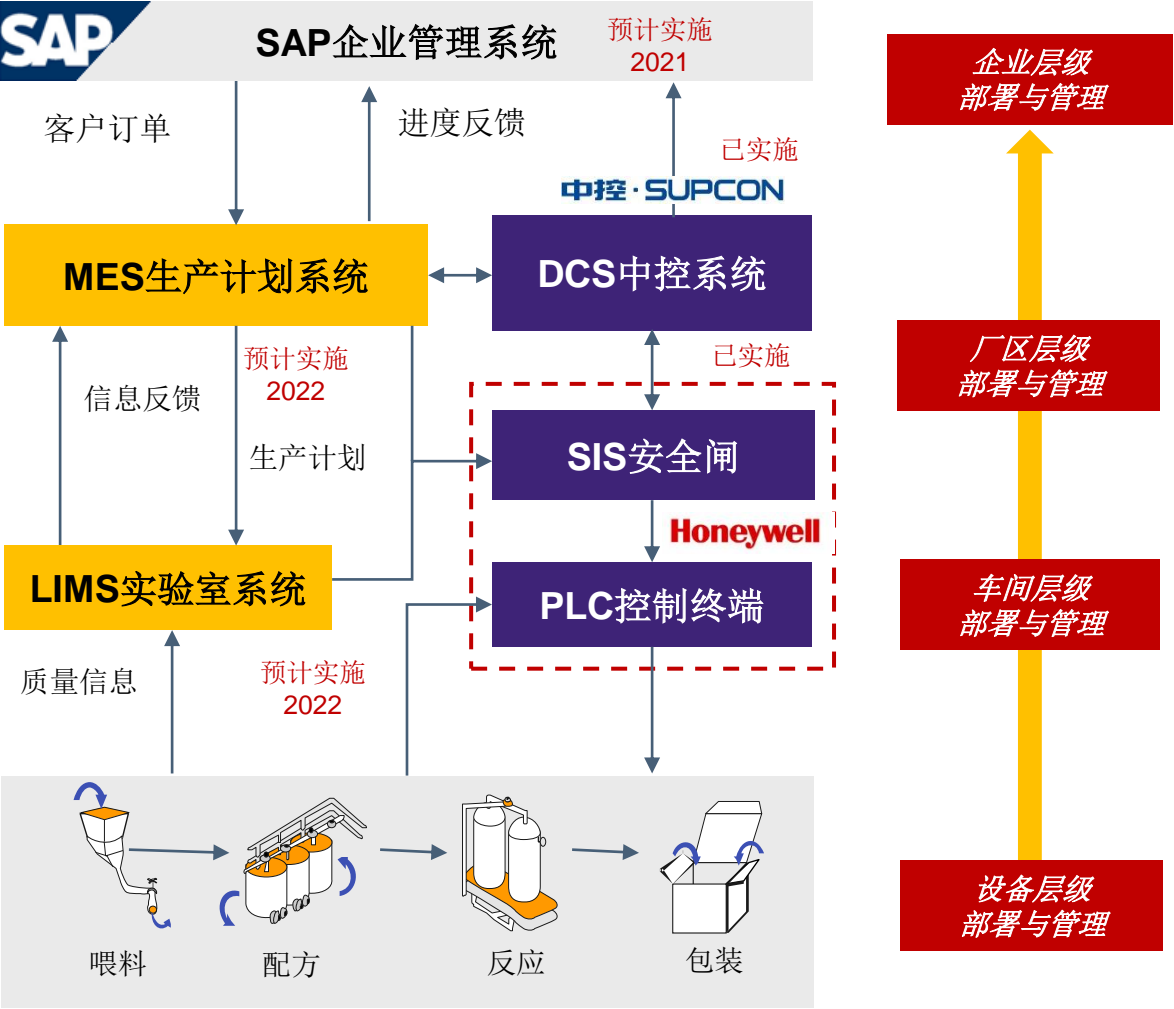 SAP
SAP企业管理系统
预计实施
2021
客户订单
进度反馈
已实施
中控·SUPCON
MES生产计划系统
DCS中控系统
预计实施
2022
已实施
信息反馈
生产计划
SIS安全闸
Honeywell
LIMS实验室系统
PLC控制终端
质量信息
预计实施
2022
喂料
配方
反应
包装
企业层级
部署与管理
厂区层级
部署与管理
车间层级
部署与管理
设备层级
部署与管理